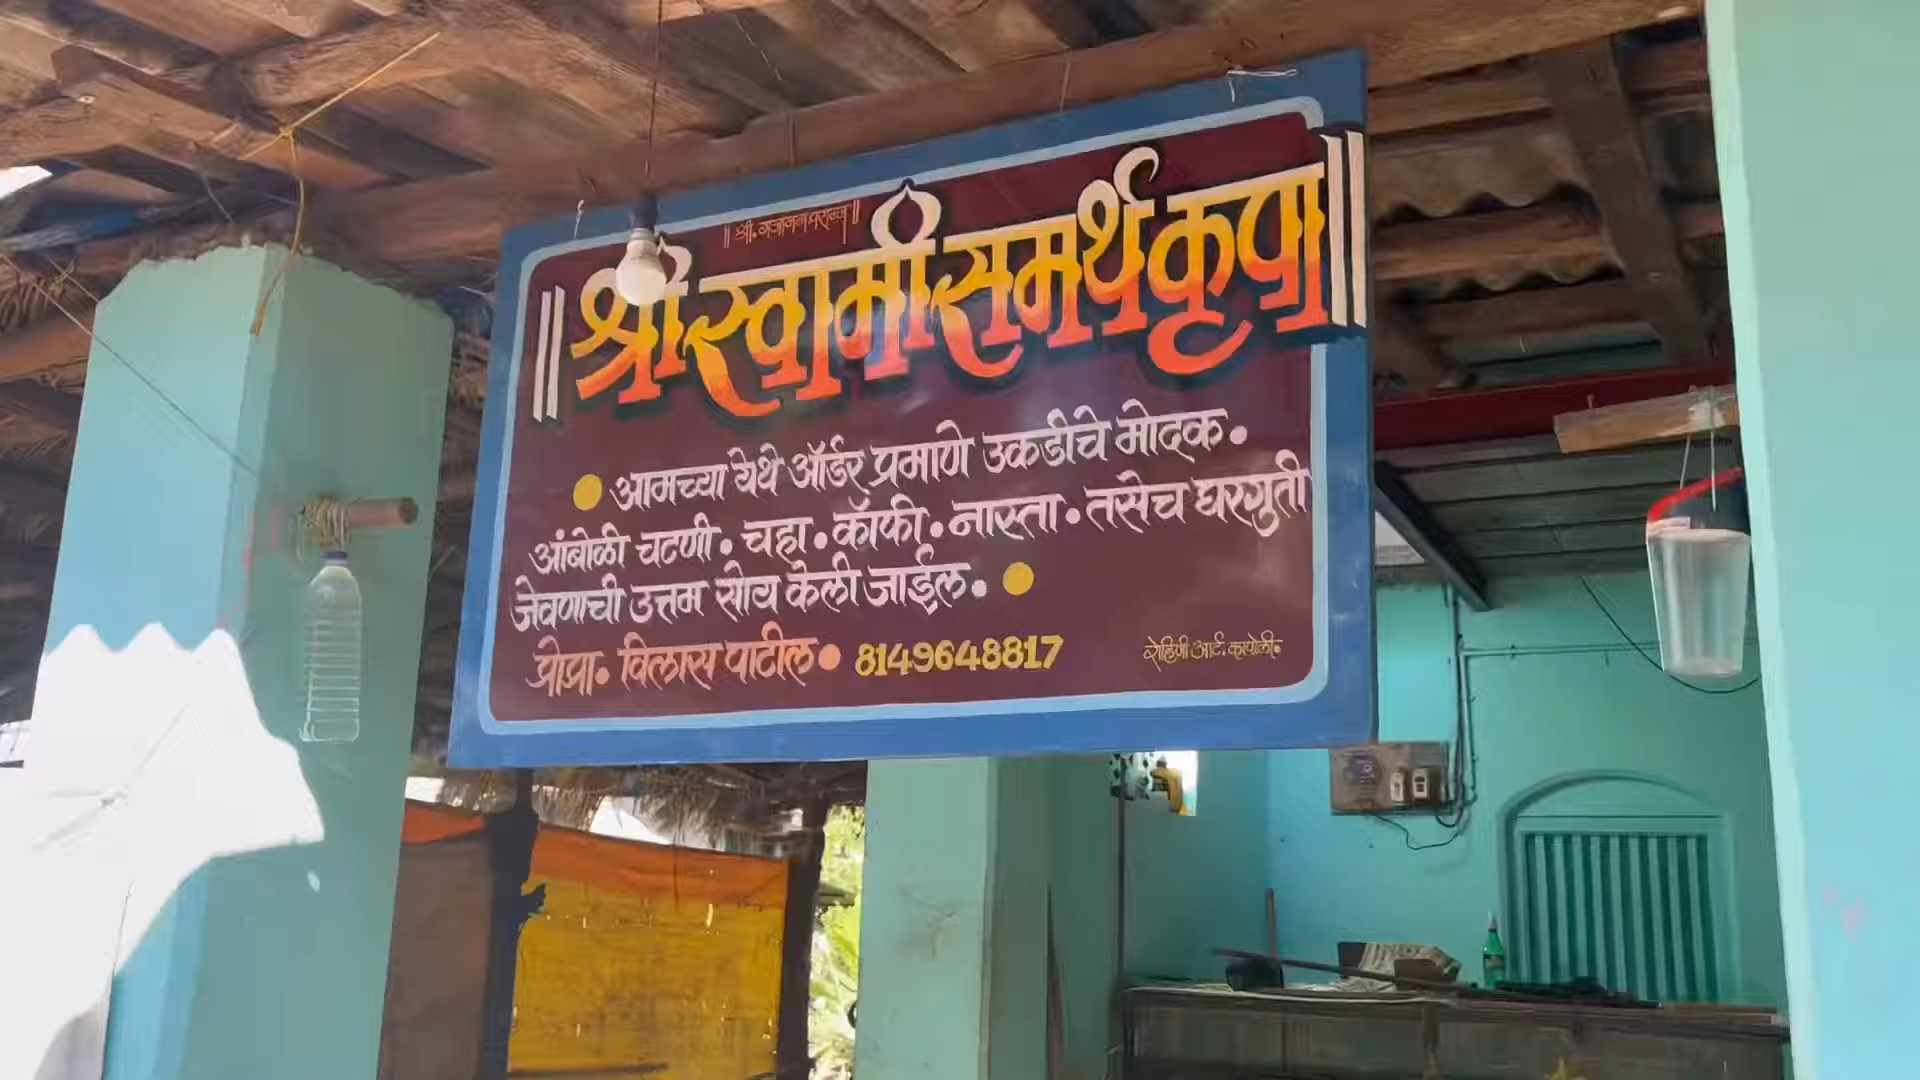 ॥ श्री. गजानन प्रसन्न ॥
॥ श्री स्वामी समर्थ कृपा ॥
आमच्या येथे ऑर्डर प्रमाणे उकडीचे मोदक.
आंबोळी चटणी. चहा. कॉफी. नास्ता. तसेच घरगुती
जेवणाची उत्तम सोय केली जाईल.
प्रोप्रा. विलास पाटील 8149648817
रोहिणी आर्ट. कापोली.